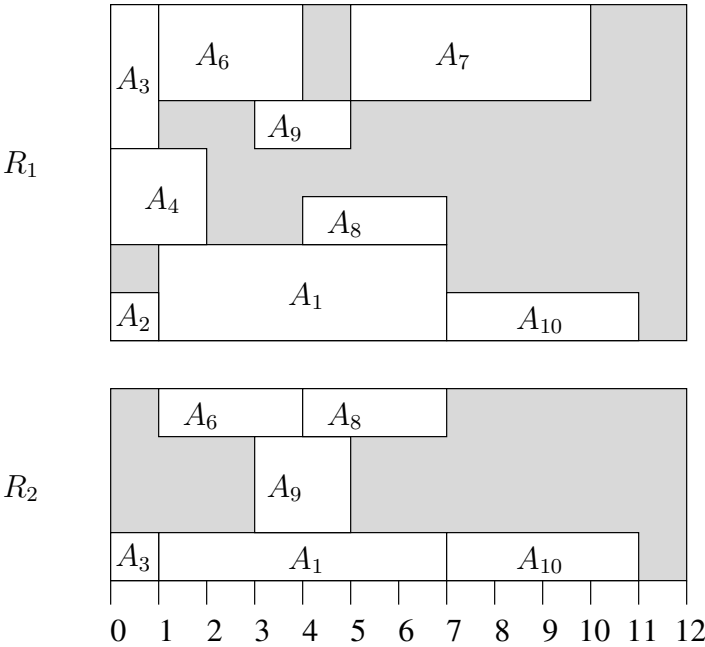 A₃ A₆ A₇
A₉
R₁
A₄
A₈
A₁
A₂ A₁₀
A₆ A₈
R₂ A₉
A₃ A₁ A₁₀
0 1 2 3 4 5 6 7 8 9 10 11 12